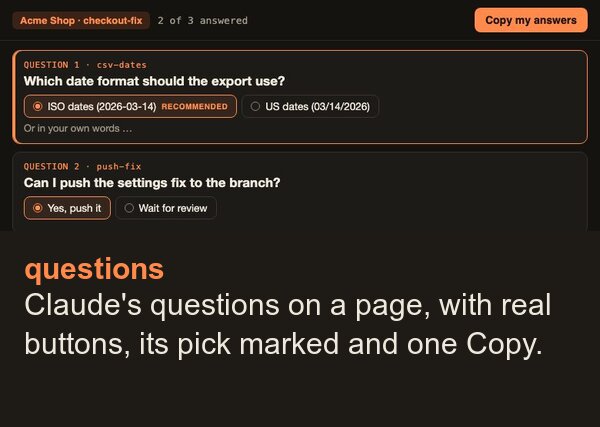 Acme Shop · checkout-fix 2 of 3 answered Copy my answers
QUESTION 1 · csv-dates
Which date format should the export use?
ISO dates (2026-03-14) RECOMMENDED US dates (03/14/2026)
Or in your own words ...
QUESTION 2 · push-fix
Can I push the settings fix to the branch?
Yes, push it Wait for review
questions
Claude's questions on a page, with real
buttons, its pick marked and one Copy.